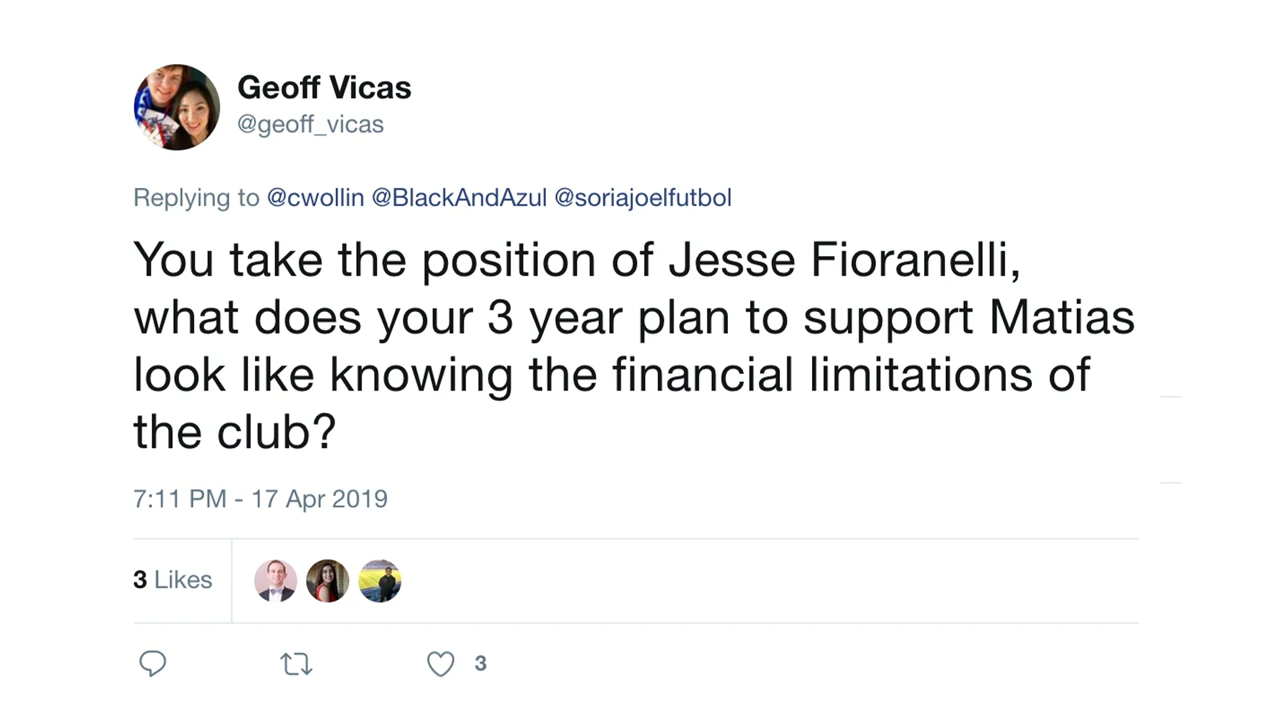 Geoff Vicas
@geoff_vicas
Replying to @cwollin @BlackAndAzul @soriajoelfutbol
You take the position of Jesse Fioranelli,
what does your 3 year plan to support Matias
look like knowing the financial limitations of
the club?
7:11 PM - 17 Apr 2019
3 Likes
3